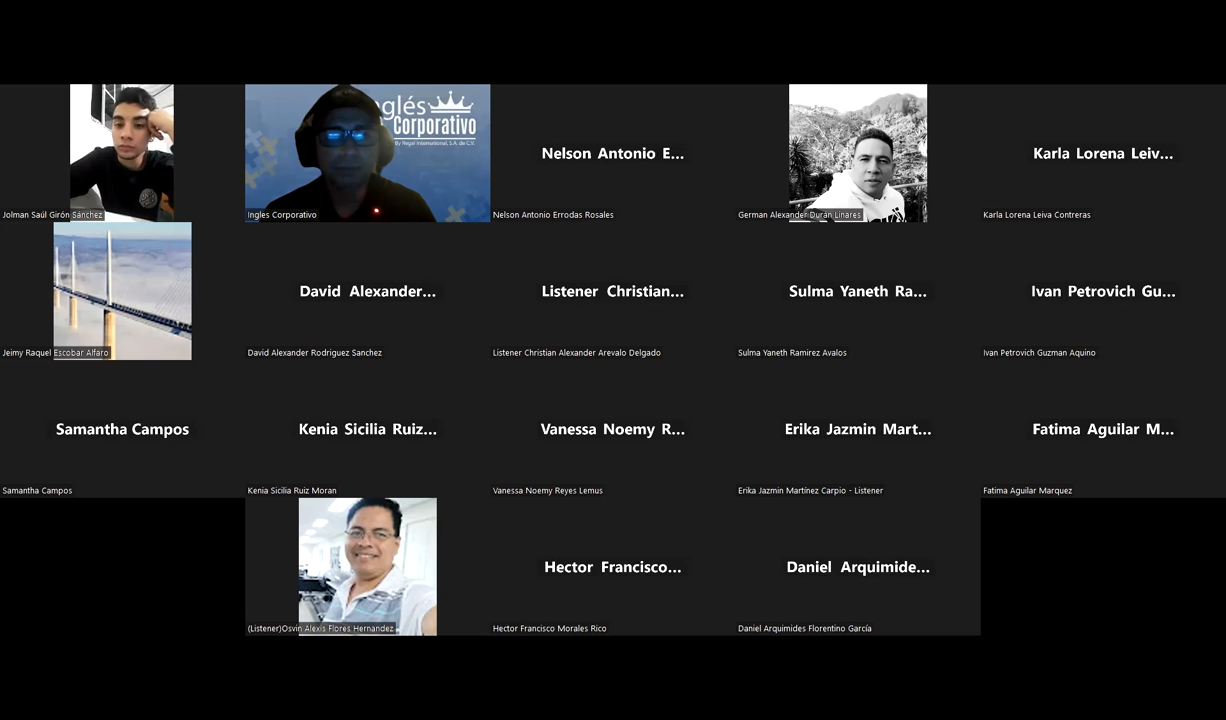 nglés
Corporativo
By Regal International, S.A. de C.V.
Nelson Antonio E...
Karla Lorena Leiv...
Jolman Saúl Girón Sánchez
Ingles Corporativo
Nelson Antonio Errodas Rosales
German Alexander Durán Linares
Karla Lorena Leiva Contreras
David Alexander...
Listener Christian...
Sulma Yaneth Ra...
Ivan Petrovich Gu...
Jeimy Raquel Escobar Alfaro
David Alexander Rodriguez Sanchez
Listener Christian Alexander Arevalo Delgado
Sulma Yaneth Ramirez Avalos
Ivan Petrovich Guzman Aquino
Samantha Campos
Kenia Sicilia Ruiz...
Vanessa Noemy R...
Erika Jazmin Mart...
Fatima Aguilar M...
Samantha Campos
Kenia Sicilia Ruiz Moran
Vanessa Noemy Reyes Lemus
Erika Jazmin Martínez Carpio - Listener
Fatima Aguilar Marquez
Hector Francisco...
Daniel Arquimide...
(Listener)Osvin Alexis Flores Hernandez
Hector Francisco Morales Rico
Daniel Arquimides Florentino García